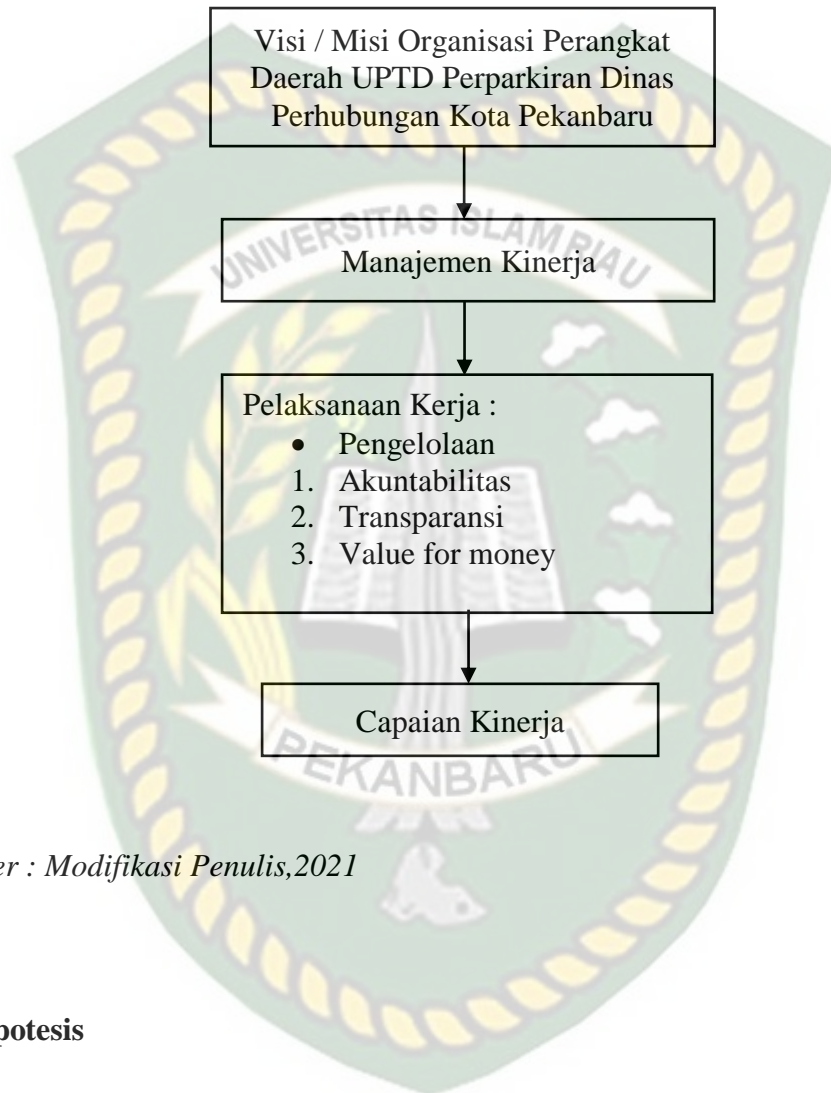 Visi / Misi Organisasi Perangkat
Daerah UPTD Perparkiran Dinas
Perhubungan Kota Pekanbaru
UNIVERSITAS ISLAM RIAU
Manajemen Kinerja
Pelaksanaan Kerja :
• Pengelolaan
1. Akuntabilitas
2. Transparansi
3. Value for money
Capaian Kinerja
PEKANBARU
er : Modifikasi Penulis,2021
potesis